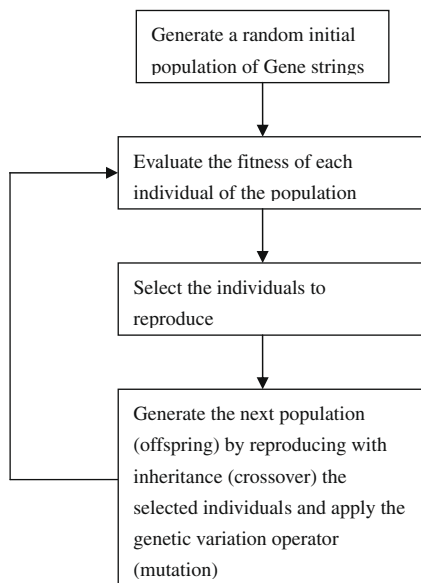 Generate a random initial
population of Gene strings
Evaluate the fitness of each
individual of the population
Select the individuals to
reproduce
Generate the next population
(offspring) by reproducing with
inheritance (crossover) the
selected individuals and apply the
genetic variation operator
(mutation)